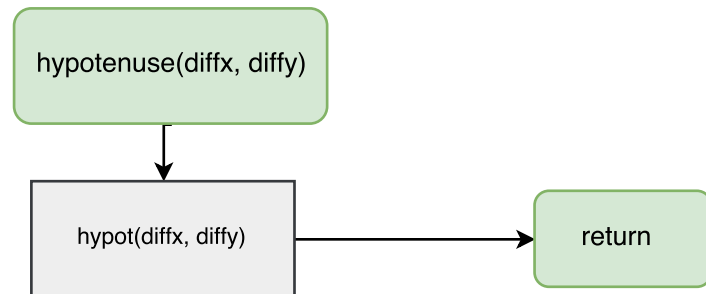 hypotenuse(diffx, diffy)
hypot(diffx, diffy)
return